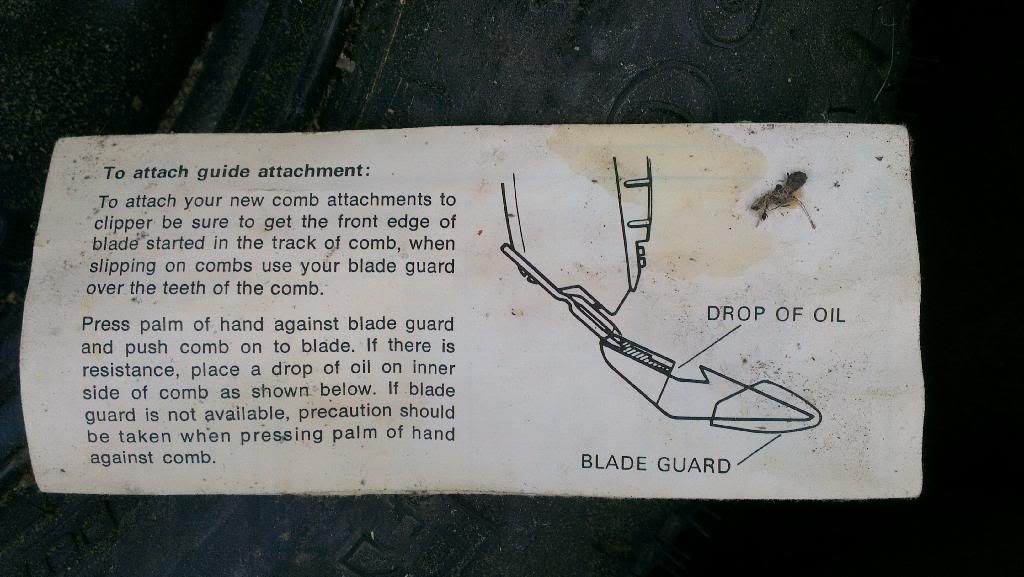 To attach guide attachment:
To attach your new comb attachments to
clipper be sure to get the front edge of
blade started in the track of comb, when
slipping on combs use your blade guard
over the teeth of the comb.
Press palm of hand against blade guard
and push comb on to blade. If there is
resistance, place a drop of oil on inner
side of comb as shown below. If blade
guard is not available, precaution should
be taken when pressing palm of hand
against comb.
DROP OF OIL
BLADE GUARD